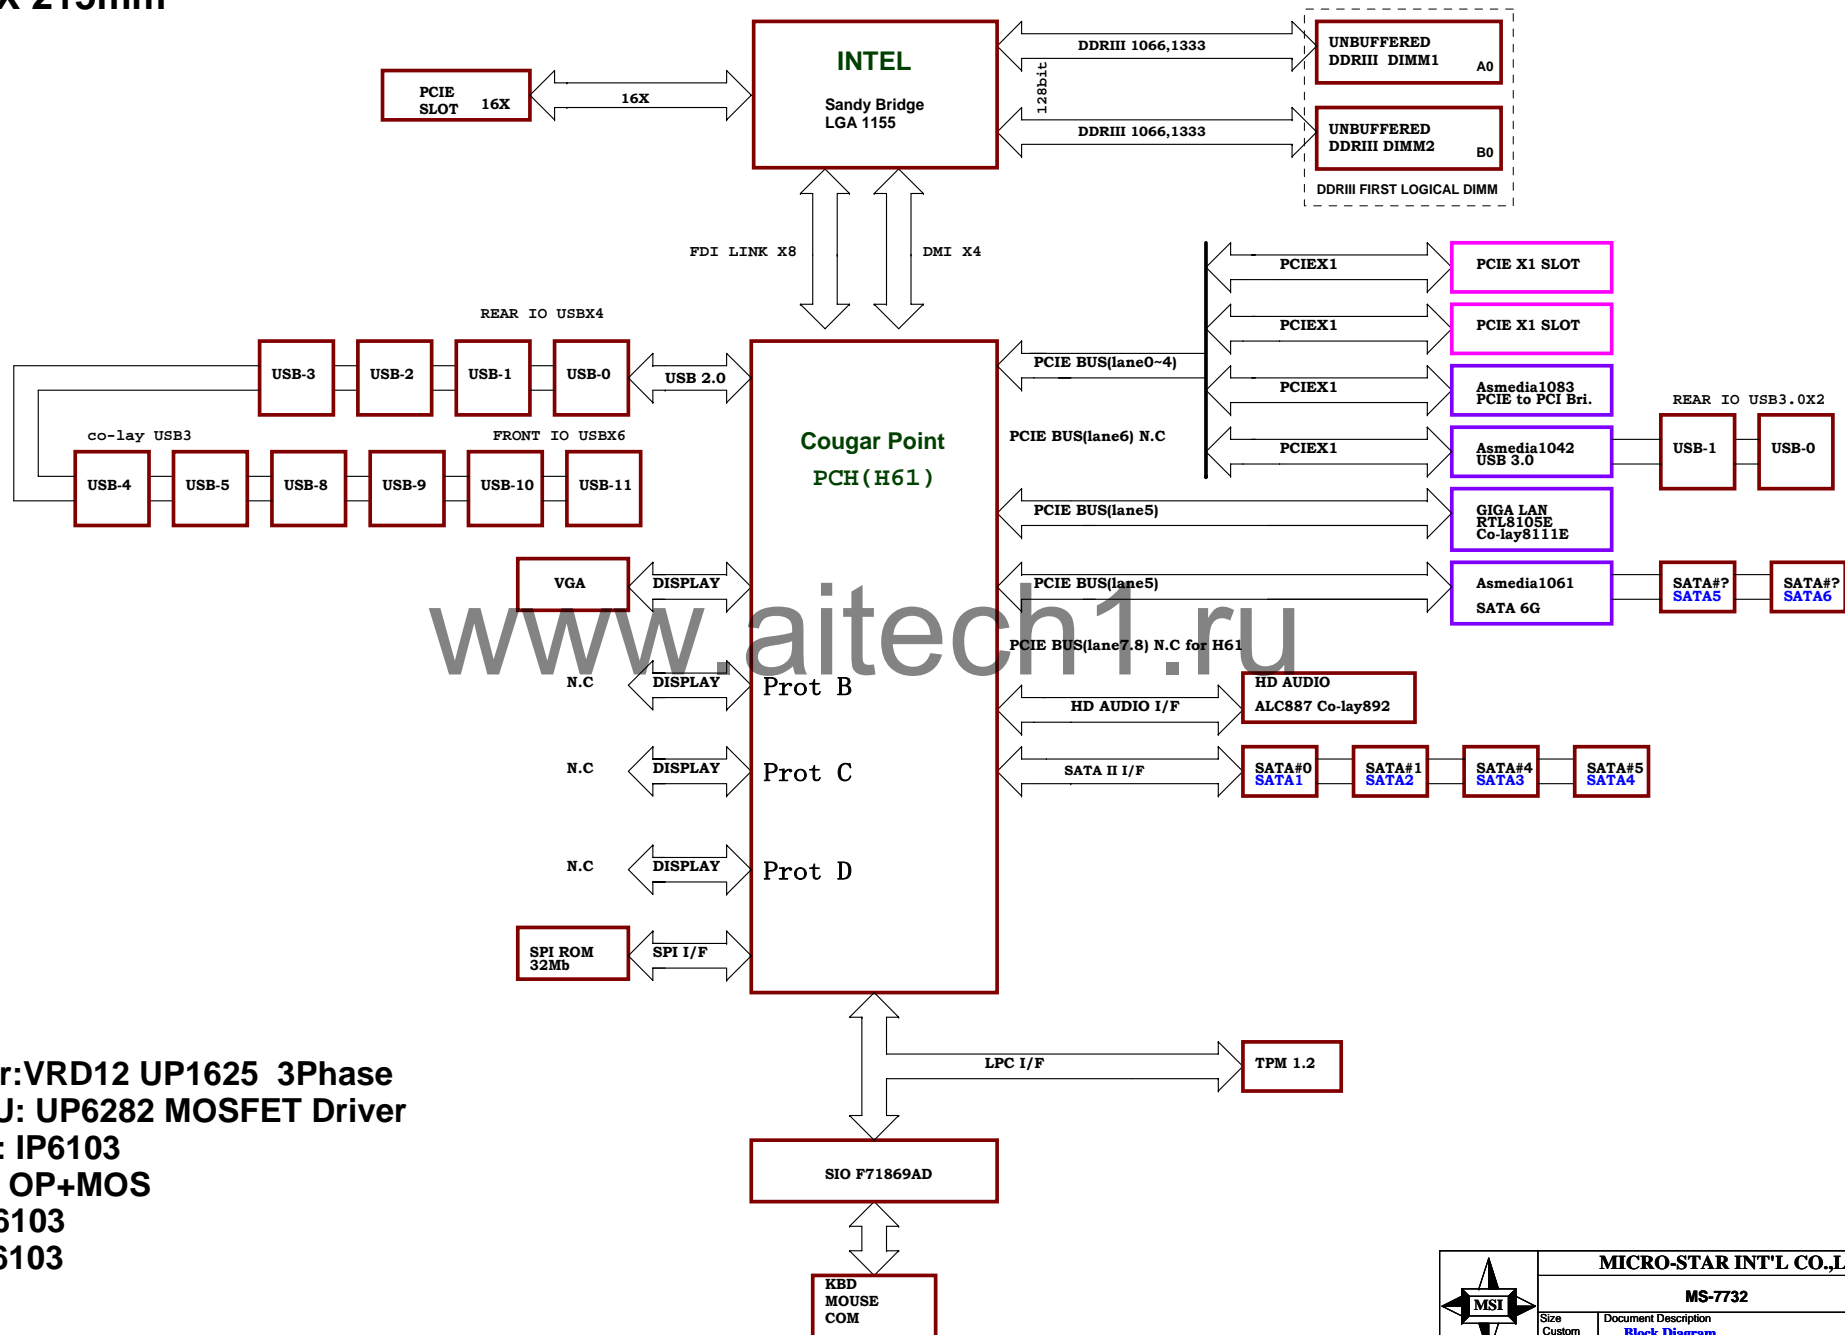 X 215mm
INTEL
Sandy Bridge
LGA 1155
PCIE
SLOT 16X
16X
DDRIII 1066,1333
128bit
DDRIII 1066,1333
UNBUFFERED
DDRIII DIMM1
A0
UNBUFFERED
DDRIII DIMM2
B0
DDRIII FIRST LOGICAL DIMM
FDI LINK X8
DMI X4
REAR IO USBX4
USB-3
USB-2
USB-1
USB-0
USB 2.0
co-lay USB3
FRONT IO USBX6
USB-4
USB-5
USB-8
USB-9
USB-10
USB-11
Cougar Point
PCH(H61)
PCIE BUS(lane0~4)
PCIE BUS(lane6) N.C
PCIEX1
PCIE X1 SLOT
PCIEX1
PCIE X1 SLOT
PCIEX1
Asmedia1083
PCIE to PCI Bri.
PCIEX1
Asmedia1042
USB 3.0
REAR IO USB3.0X2
USB-1
USB-0
PCIE BUS(lane5)
GIGA LAN
RTL8105E
Co-lay8111E
PCIE BUS(lane5)
Asmedia1061
SATA 6G
SATA#?
SATA5
SATA#?
SATA6
VGA
DISPLAY
www.aitech1.ru
PCIE BUS(lane7.8) N.C for H61
N.C
DISPLAY
Prot B
HD AUDIO I/F
HD AUDIO
ALC887 Co-lay892
N.C
DISPLAY
Prot C
SATA II I/F
SATA#0
SATA1
SATA#1
SATA2
SATA#4
SATA3
SATA#5
SATA4
N.C
DISPLAY
Prot D
SPI ROM
32Mb
SPI I/F
LPC I/F
TPM 1.2
SIO F71869AD
KBD
MOUSE
COM
r:VRD12 UP1625 3Phase
U: UP6282 MOSFET Driver
: IP6103
OP+MOS
6103
6103
MSI
MICRO-STAR INT'L CO.,L
MS-7732
Size
Custom
Document Description
Block Diagram